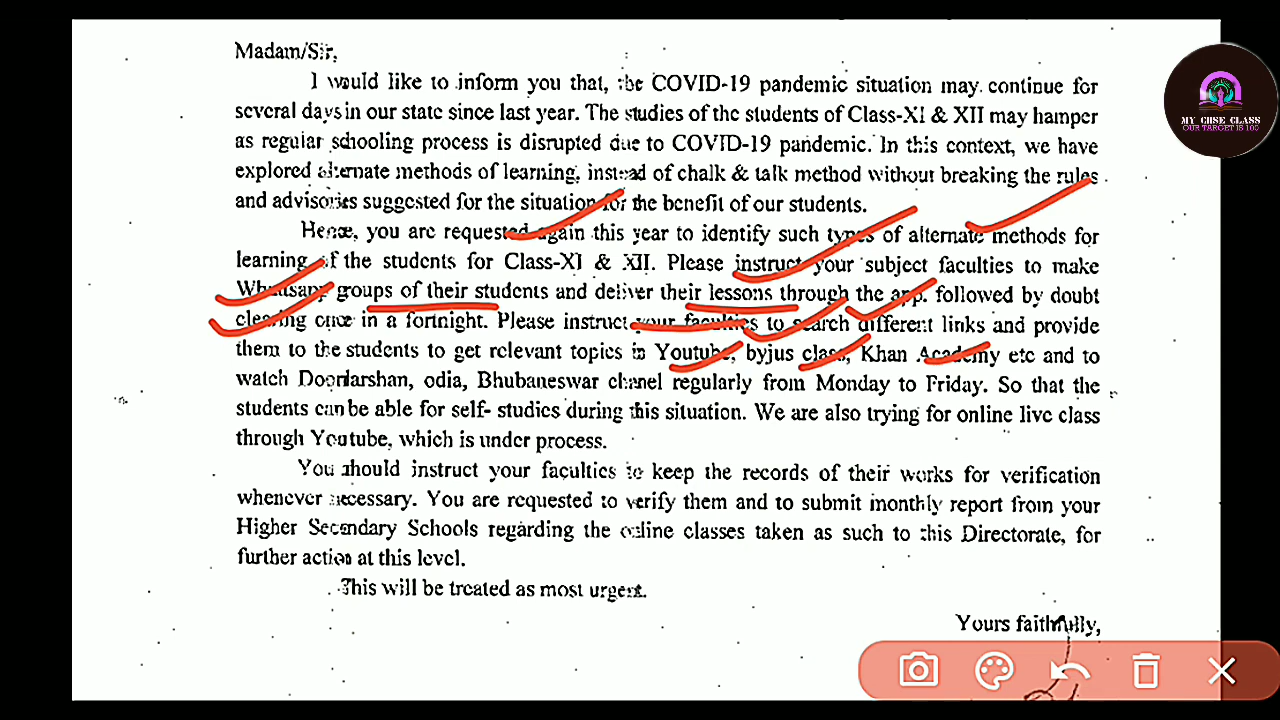 Madam/Sir,
I would like to inform you that, the COVID-19 pandemic situation may continue for
several days in our state since last year. The studies of the students of Class-XI & XII may hamper
as regular schooling process is disrupted due to COVID-19 pandemic. In this context, we have
explored alternate methods of learning, instead of chalk & talk method without breaking the rules
and advisories suggested for the situation for the benefit of our students.
Hence, you are requested again this year to identify such types of alternate methods for
learning of the students for Class-XI & XII. Please instruct your subject faculties to make
Whatsapp groups of their students and deliver their lessons through the app. followed by doubt
clearing once in a fortnight. Please instruct your faculties to search different links and provide
them to the students to get relevant topics in Youtube, byjus class, Khan Academy etc and to
watch Doordarshan, odia, Bhubaneswar chanel regularly from Monday to Friday. So that the
students can be able for self- studies during this situation. We are also trying for online live class
through Youtube, which is under process.
You should instruct your faculties to keep the records of their works for verification
whenever necessary. You are requested to verify them and to submit monthly report from your
Higher Secondary Schools regarding the online classes taken as such to this Directorate, for
further action at this level.
This will be treated as most urgent.
Yours faithfully,
MY CHSE CLASS
OUR TARGET IS 100